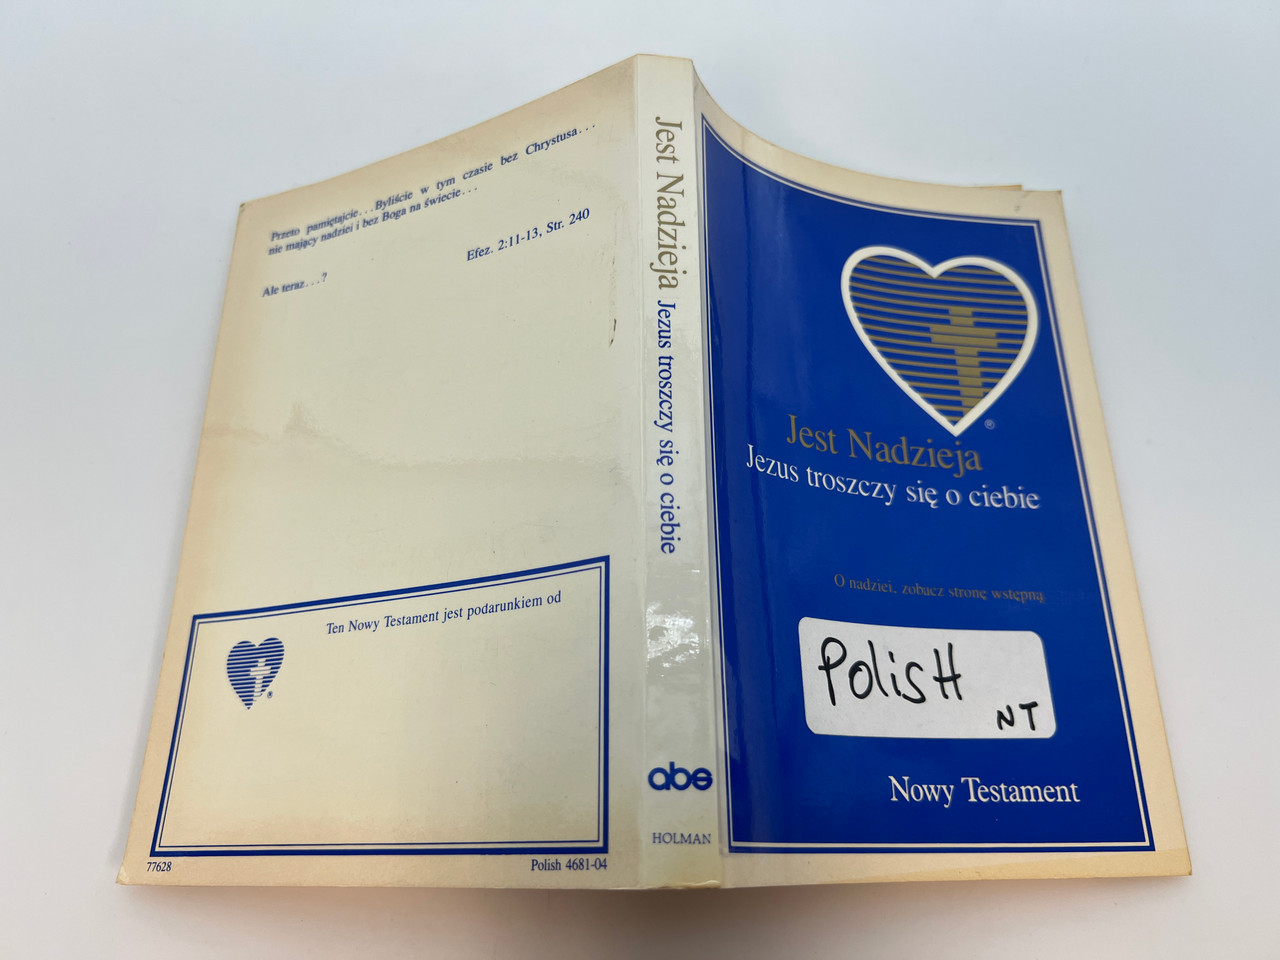 Przeto pamiętajcie...Byliście w tym czasie bez Chrystusa...
nie mający nadziei i bez Boga na świecie...
Efez. 2:11-13, Str. 240
Ale teraz...?
Ten Nowy Testament jest podarunkiem od
®
77628
Polish 4681-04
Jest Nadzieja Jezus troszczy się o ciebie
abs
HOLMAN
®
Jest Nadzieja
Jezus troszczy się o ciebie
O nadziei, zobacz stronę wstępną
PolisH
NT
Nowy Testament